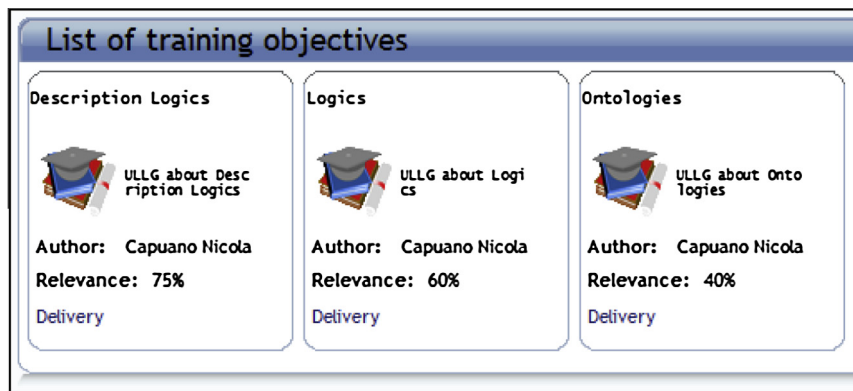 List of training objectives
Description Logics
ULLG about Desc
ription Logics
Author: Capuano Nicola
Relevance: 75%
Delivery
Logics
ULLG about Logi
cs
Author: Capuano Nicola
Relevance: 60%
Delivery
Ontologies
ULLG about Onto
logies
Author: Capuano Nicola
Relevance: 40%
Delivery